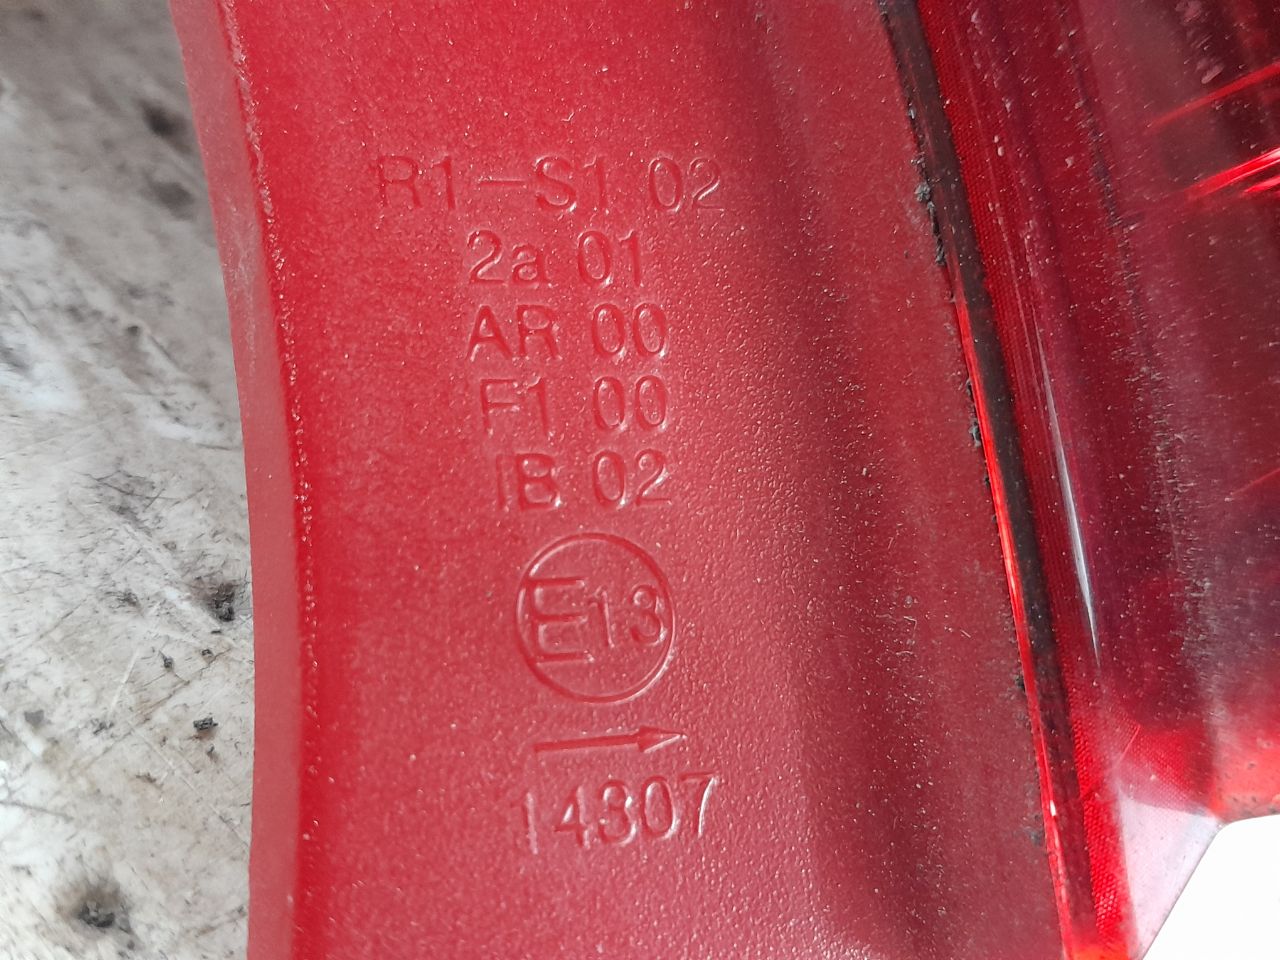 R1-S1 02
2a 01
AR 00
F1 00
IB 02
E13
→
14307